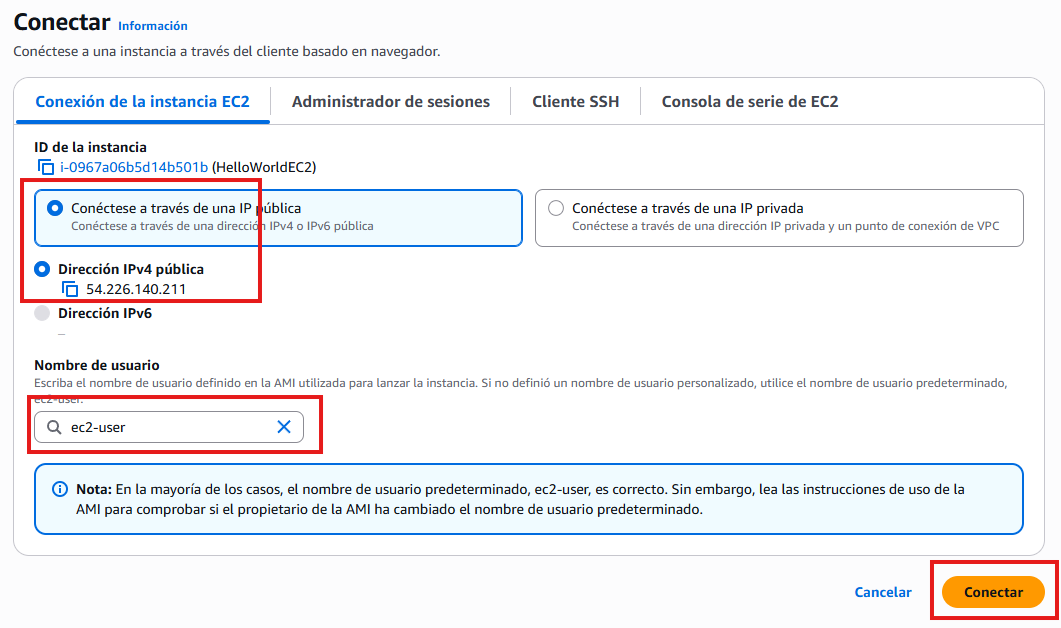 Conectar Información
Conéctese a una instancia a través del cliente basado en navegador.
Conexión de la instancia EC2 Administrador de sesiones Cliente SSH Consola de serie de EC2
ID de la instancia
i-0967a06b5d14b501b (HelloWorldEC2)
Conéctese a través de una IP pública
Conéctese a través de una dirección IPv4 o IPv6 pública
Conéctese a través de una IP privada
Conéctese a través de una dirección IP privada y un punto de conexión de VPC
Dirección IPv4 pública
54.226.140.211
Dirección IPv6
–
Nombre de usuario
Escriba el nombre de usuario definido en la AMI utilizada para lanzar la instancia. Si no definió un nombre de usuario personalizado, utilice el nombre de usuario predeterminado,
ec2-user.
ec2-user
Nota: En la mayoría de los casos, el nombre de usuario predeterminado, ec2-user, es correcto. Sin embargo, lea las instrucciones de uso de la
AMI para comprobar si el propietario de la AMI ha cambiado el nombre de usuario predeterminado.
Cancelar Conectar